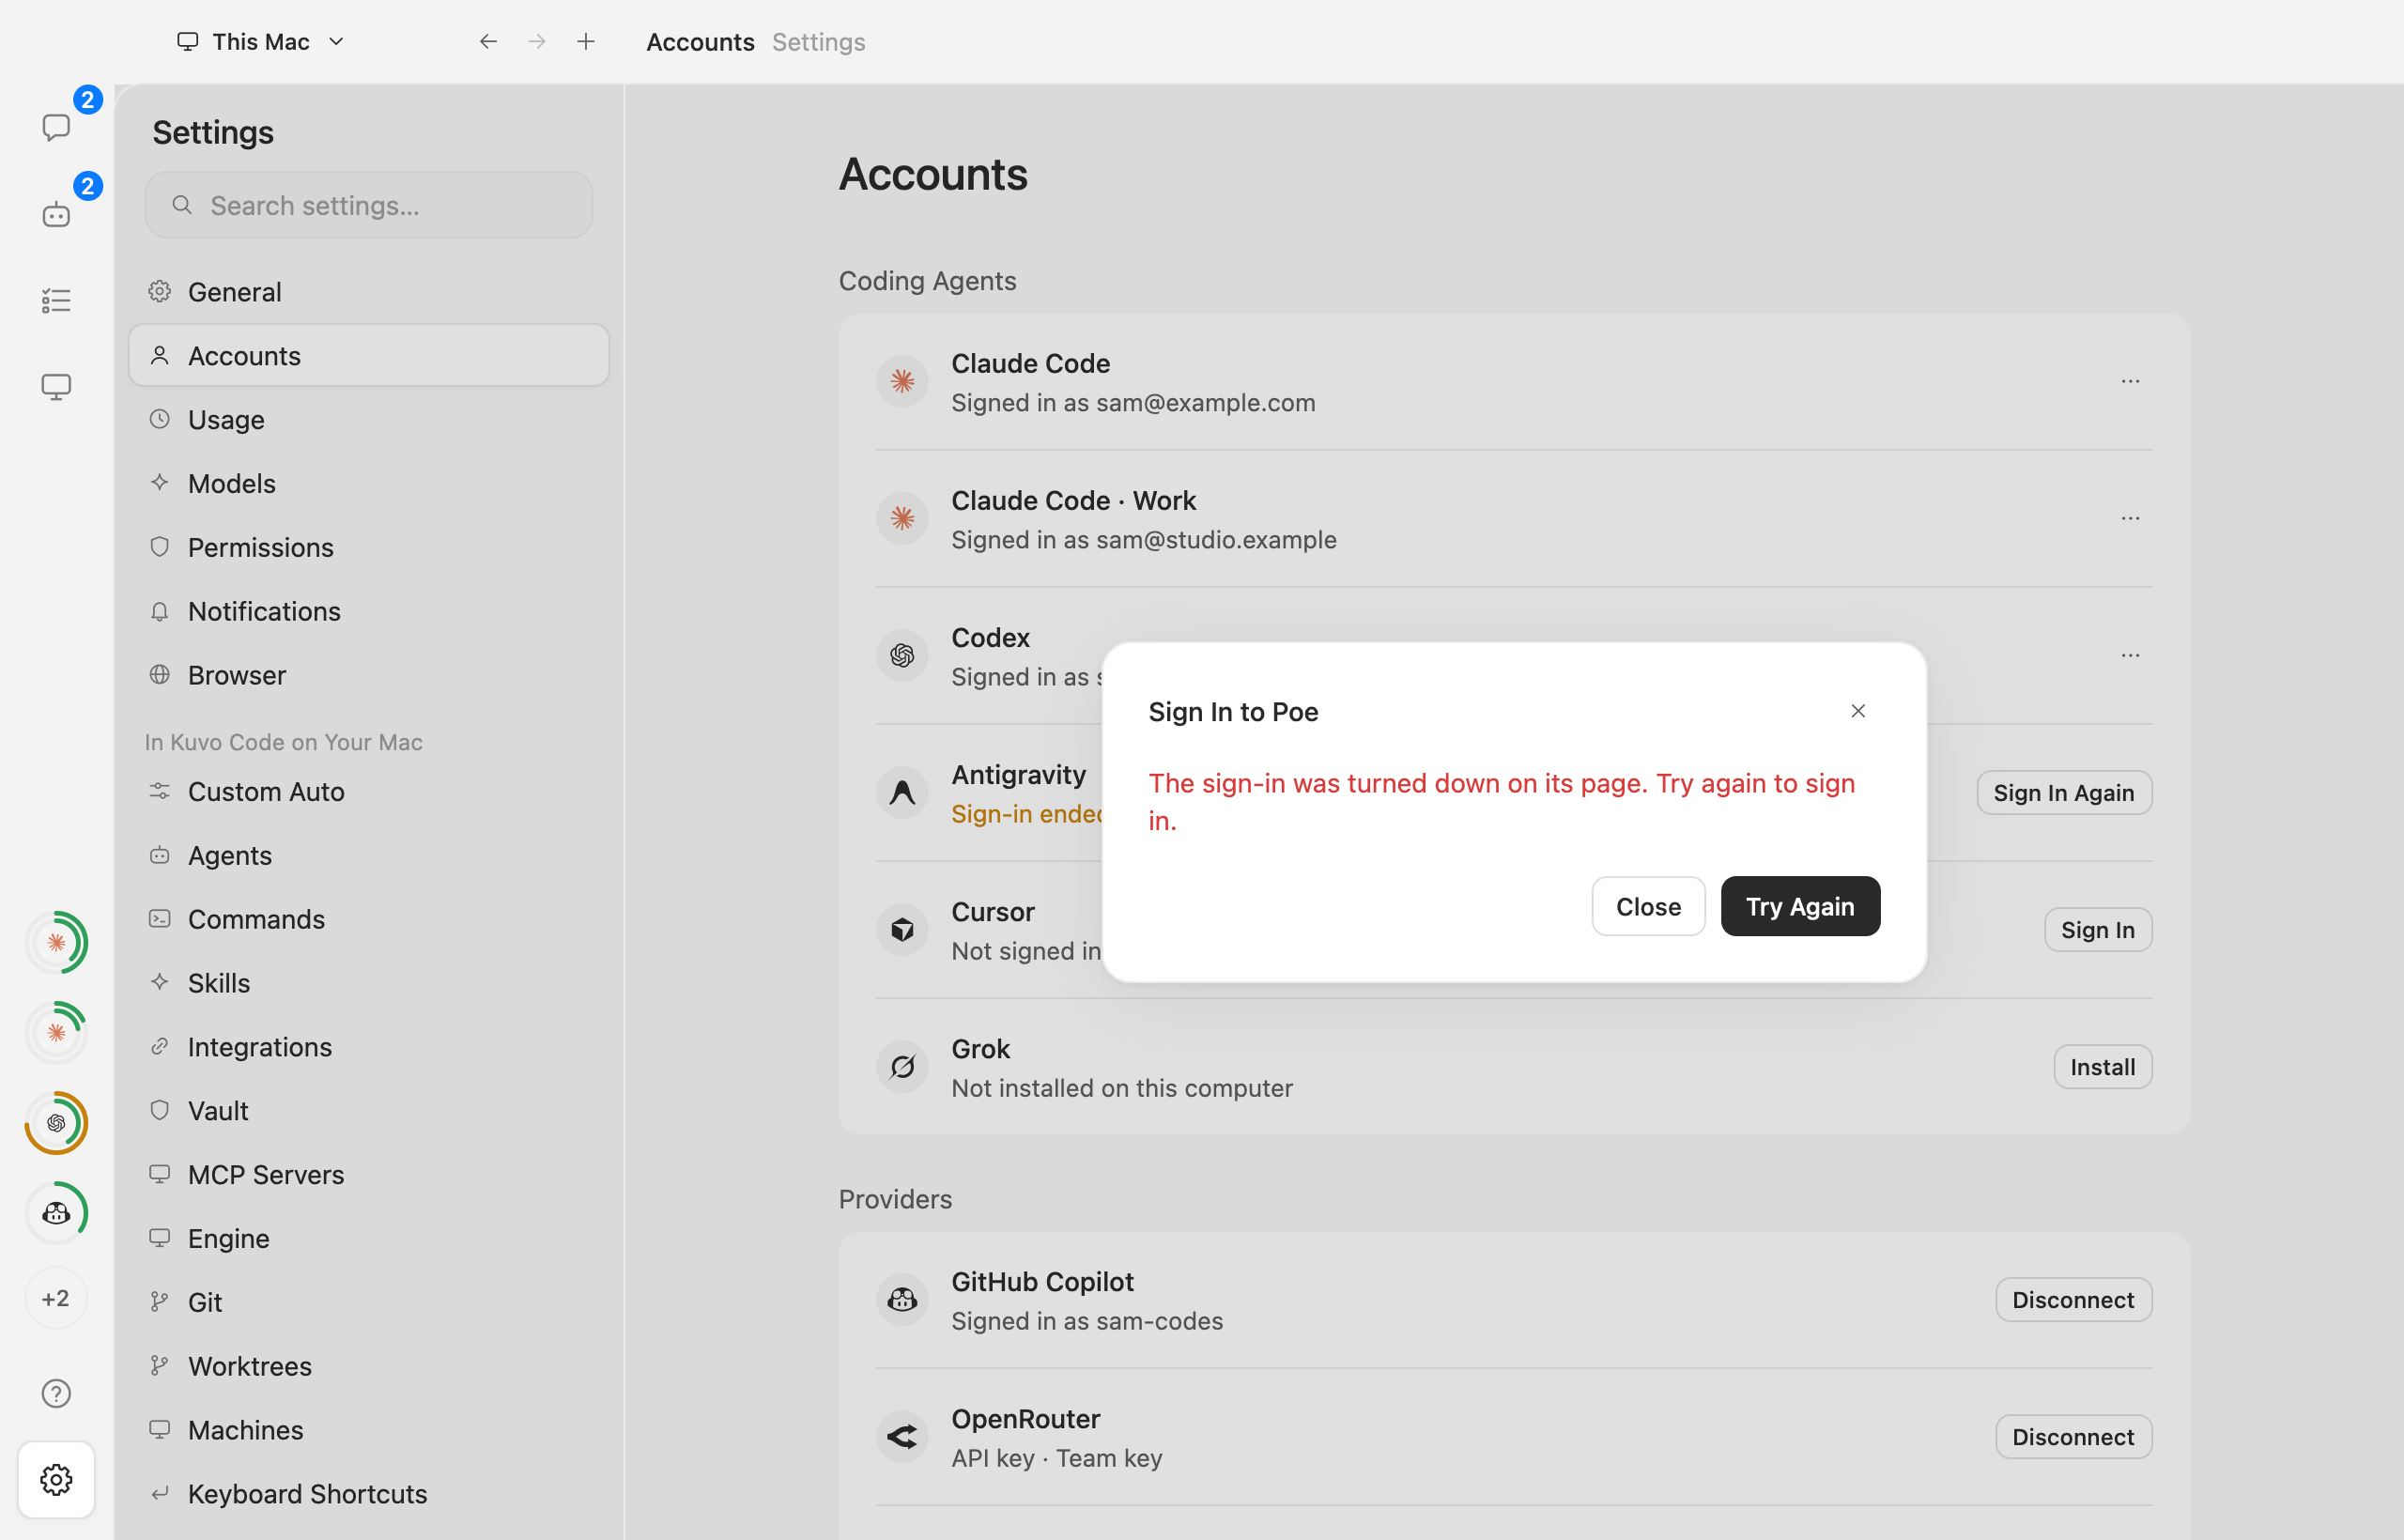 This Mac
Accounts Settings
2
2
Settings
Search settings...
General
Accounts
Usage
Models
Permissions
Notifications
Browser
In Kuvo Code on Your Mac
Custom Auto
Agents
Commands
Skills
Integrations
Vault
MCP Servers
Engine
Git
Worktrees
Machines
Keyboard Shortcuts
+2
Accounts
Coding Agents
Claude Code
Signed in as sam@example.com
Claude Code · Work
Signed in as sam@studio.example
Codex
Signed in as
Antigravity
Sign-in ended
Sign In Again
Cursor
Not signed in
Sign In
Grok
Not installed on this computer
Install
Sign In to Poe
The sign-in was turned down on its page. Try again to sign
in.
Close
Try Again
Providers
GitHub Copilot
Signed in as sam-codes
Disconnect
OpenRouter
API key · Team key
Disconnect